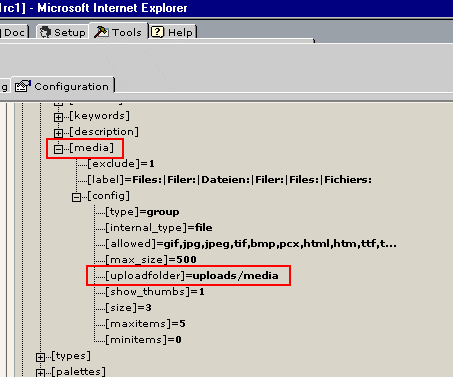 rc1] - Microsoft Internet Explorer
Doc Setup Tools Help
g Configuration
[keywords]
[description]
[media]
[exclude]=1
[label]=Files:|Filer:|Dateien:|Filer:|Files:|Fichiers:
[config]
[type]=group
[internal_type]=file
[allowed]=gif,jpg,jpeg,tif,bmp,pcx,html,htm,ttf,t...
[max_size]=500
[uploadfolder]=uploads/media
[show_thumbs]=1
[size]=3
[maxitems]=5
[minitems]=0
[types]
[palettes]